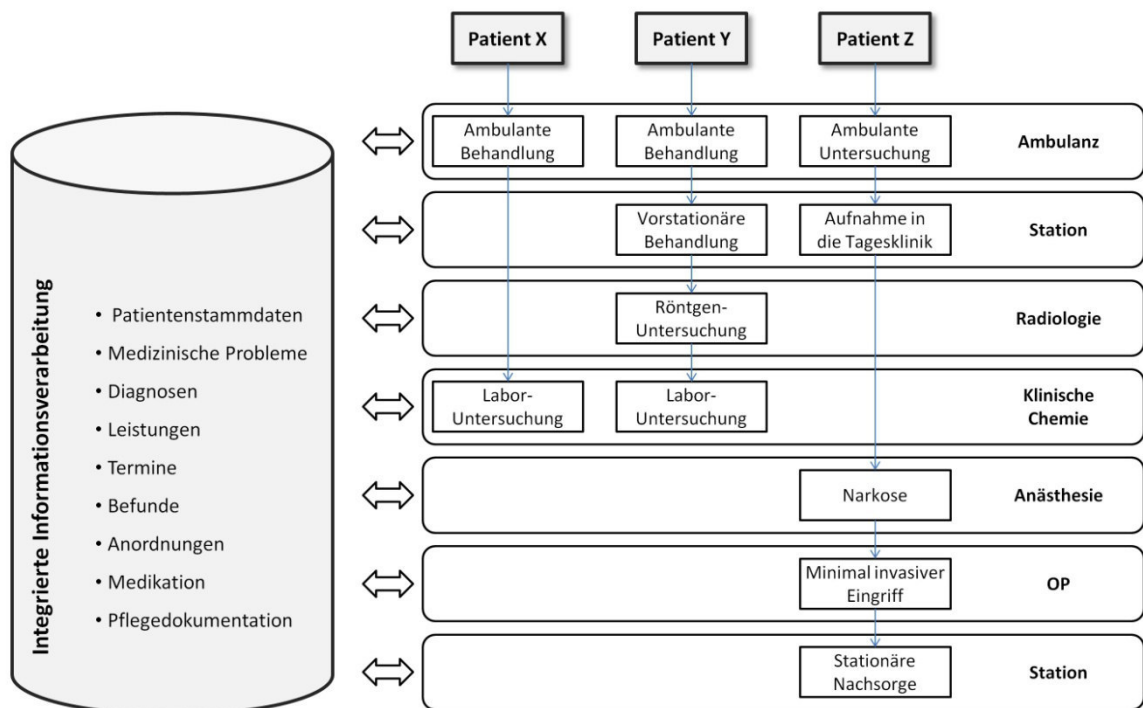 Patient X
Patient Y
Patient Z
Ambulante
Behandlung
Ambulante
Behandlung
Ambulante
Untersuchung
Ambulanz
Vorstationäre
Behandlung
Aufnahme in
die Tagesklinik
Station
Röntgen-
Untersuchung
Radiologie
Labor-
Untersuchung
Labor-
Untersuchung
Klinische
Chemie
Narkose
Anästhesie
Minimal invasiver
Eingriff
OP
Stationäre
Nachsorge
Station
Integrierte Informationsverarbeitung
• Patientenstammdaten
• Medizinische Probleme
• Diagnosen
• Leistungen
• Termine
• Befunde
• Anordnungen
• Medikation
• Pflegedokumentation